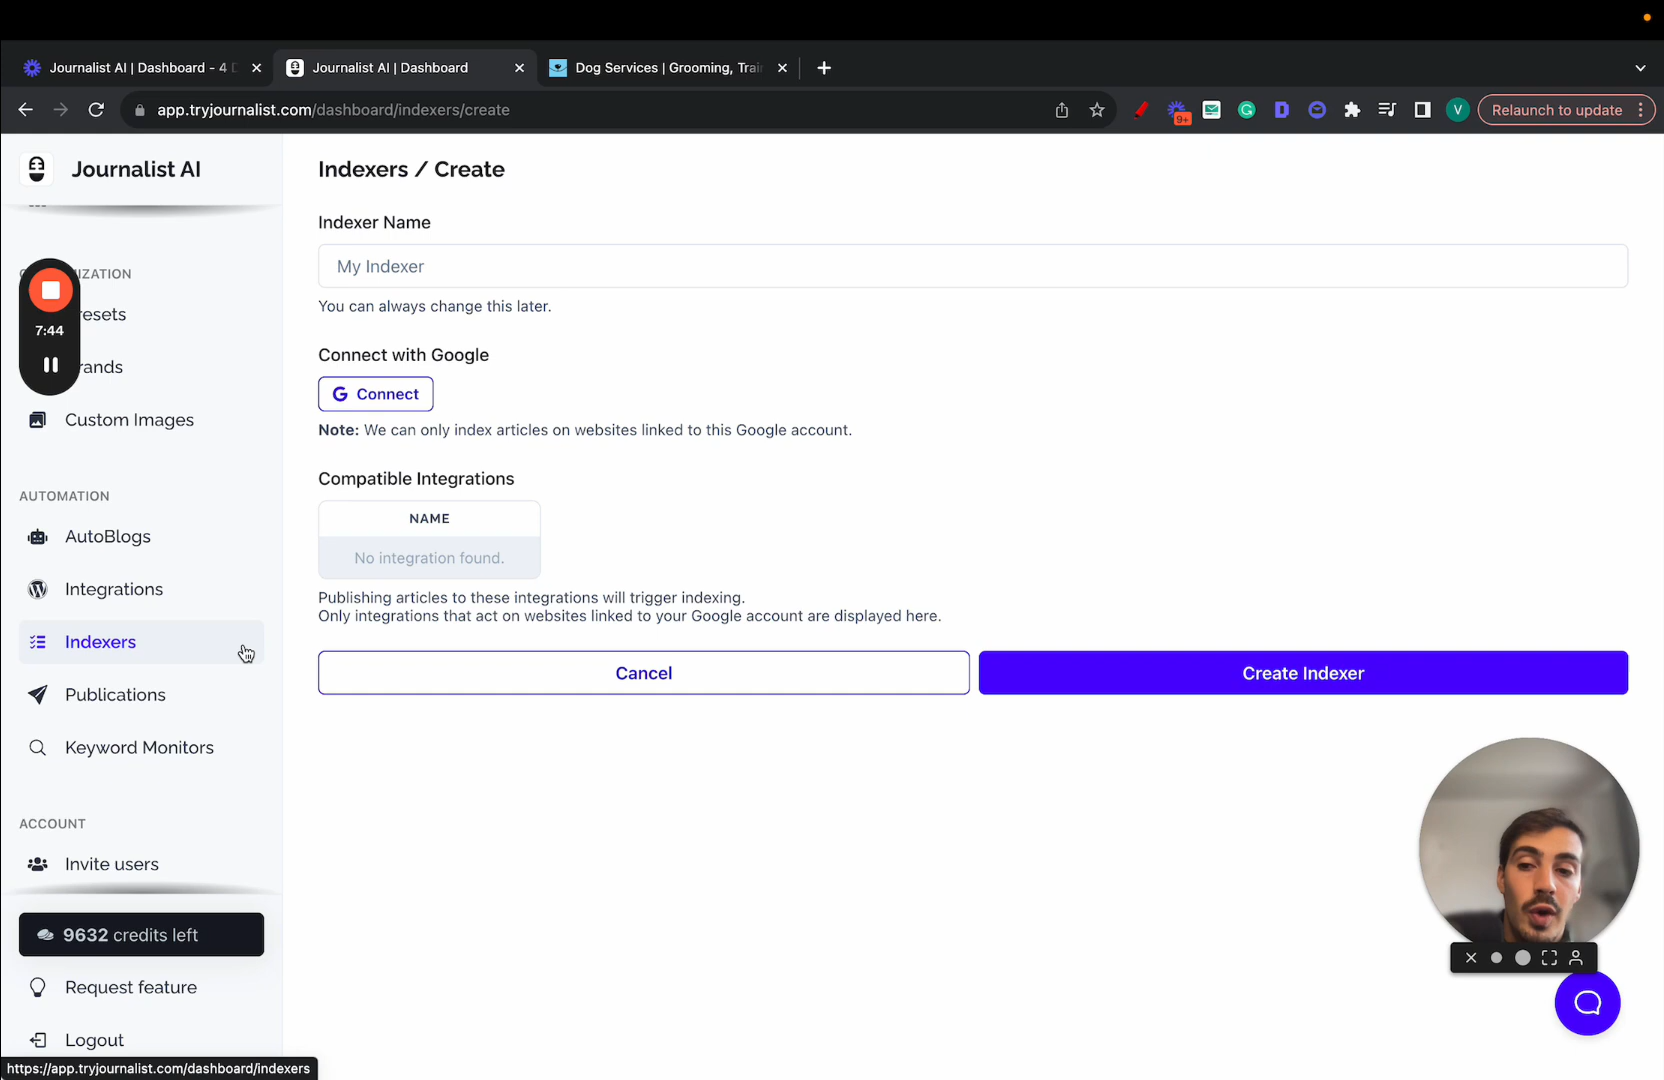 Journalist AI | Dashboard - 4
Journalist AI | Dashboard
Dog Services | Grooming, Trai
app.tryjournalist.com/dashboard/indexers/create
9+
V
Relaunch to update
Journalist AI
7:44
Custom Images
AUTOMATION
AutoBlogs
Integrations
Indexers
Publications
Keyword Monitors
ACCOUNT
Invite users
9632 credits left
Request feature
Logout
https://app.tryjournalist.com/dashboard/indexers
Indexers / Create
Indexer Name
My Indexer
You can always change this later.
Connect with Google
G Connect
Note: We can only index articles on websites linked to this Google account.
Compatible Integrations
NAME
No integration found.
Publishing articles to these integrations will trigger indexing.
Only integrations that act on websites linked to your Google account are displayed here.
Cancel
Create Indexer